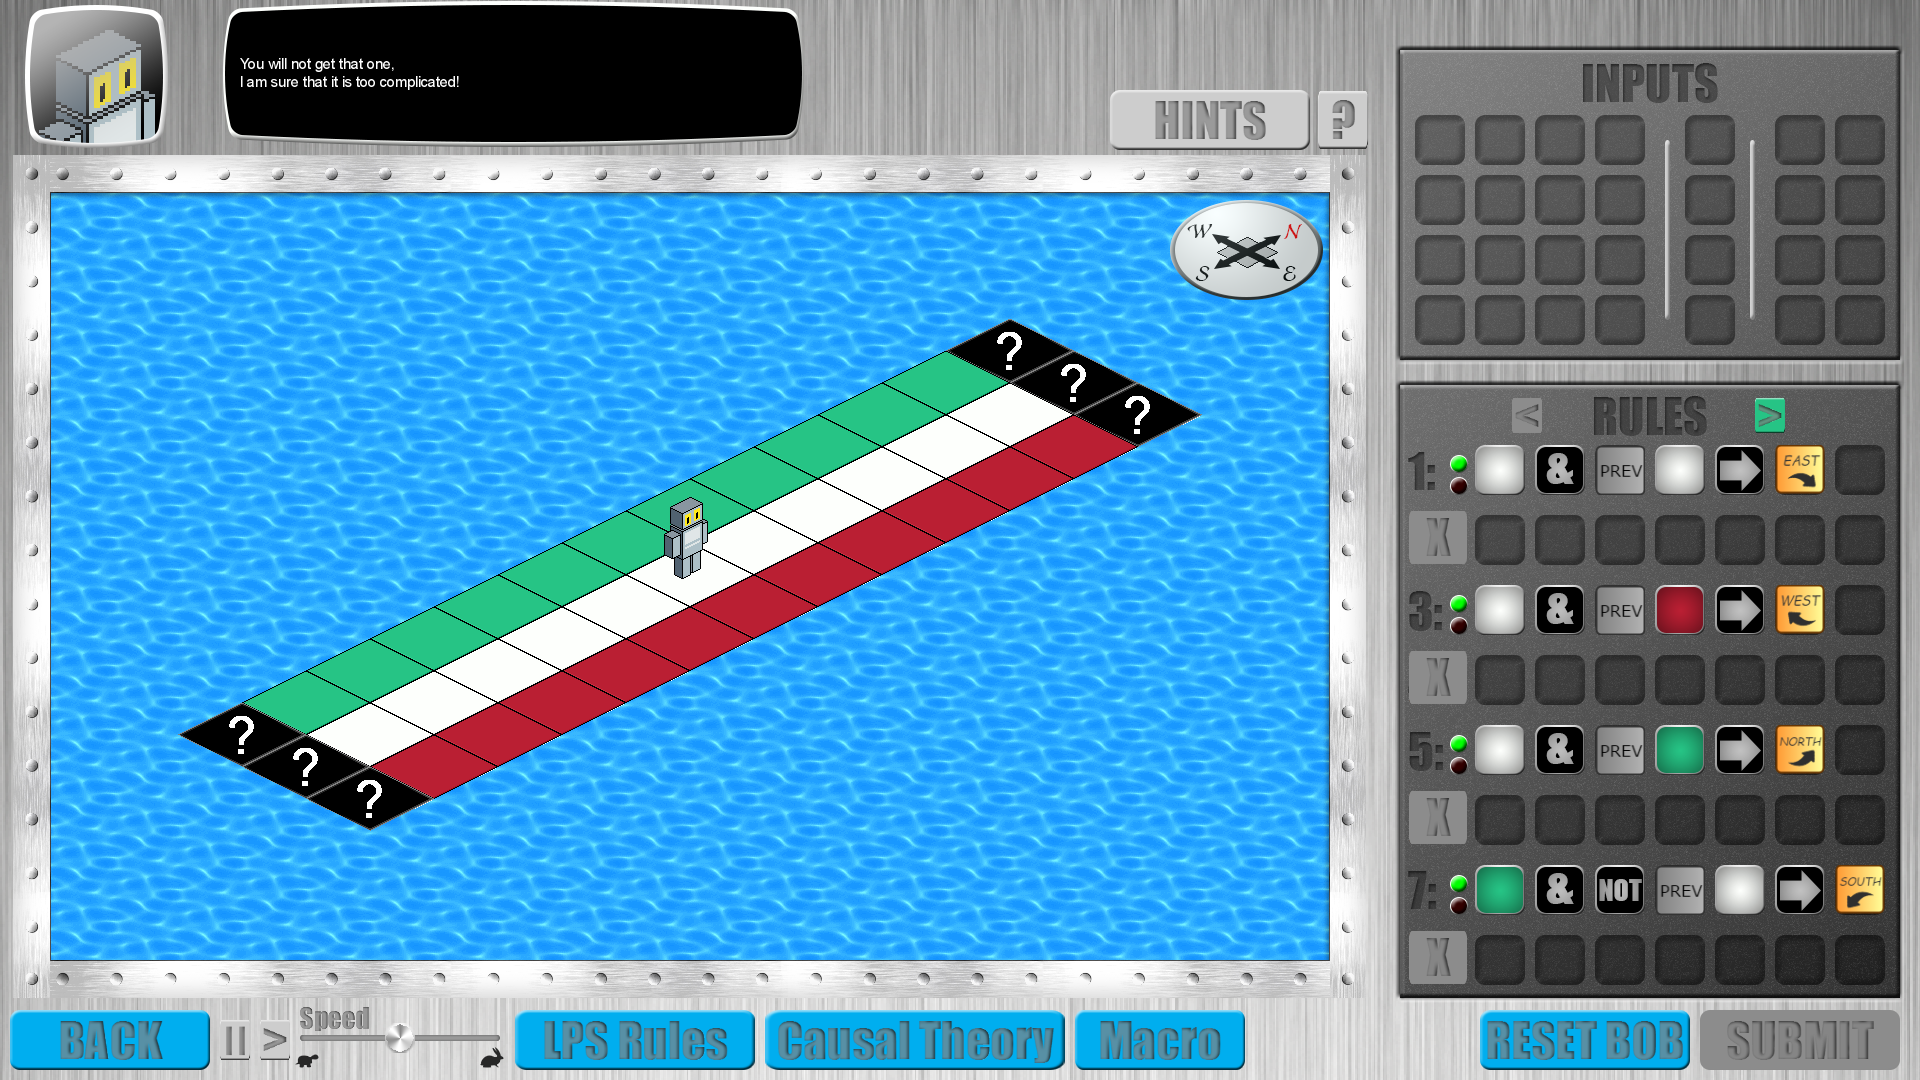 You will not get that one,
I am sure that it is too complicated!
HINTS
?
INPUTS
W
N
S
E
?
?
?
?
?
?
<
RULES
>
1:
&
PREV
EAST
X
3:
&
PREV
WEST
X
5:
&
PREV
NORTH
X
7:
&
NOT
PREV
SOUTH
X
BACK
>
Speed
LPS Rules
Causal Theory
Macro
RESET BOB
SUBMIT